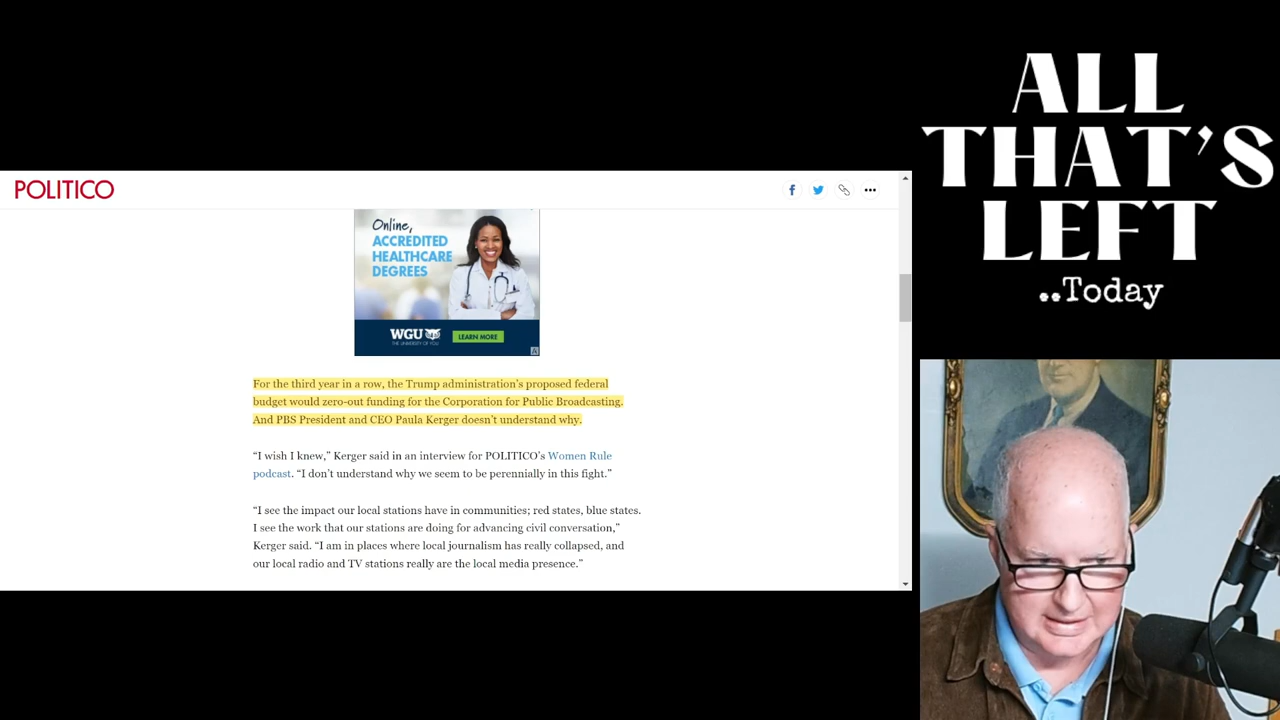 POLITICO
Online,
ACCREDITED
HEALTHCARE
DEGREES
WGU
THE UNIVERSITY OF YOU
LEARN MORE
For the third year in a row, the Trump administration's proposed federal
budget would zero-out funding for the Corporation for Public Broadcasting.
And PBS President and CEO Paula Kerger doesn't understand why.
“I wish I knew,” Kerger said in an interview for POLITICO's Women Rule
podcast. “I don't understand why we seem to be perennially in this fight.”
“I see the impact our local stations have in communities; red states, blue states.
I see the work that our stations are doing for advancing civil conversation,”
Kerger said. “I am in places where local journalism has really collapsed, and
our local radio and TV stations really are the local media presence.”
ALL
THAT'S
LEFT
..Today